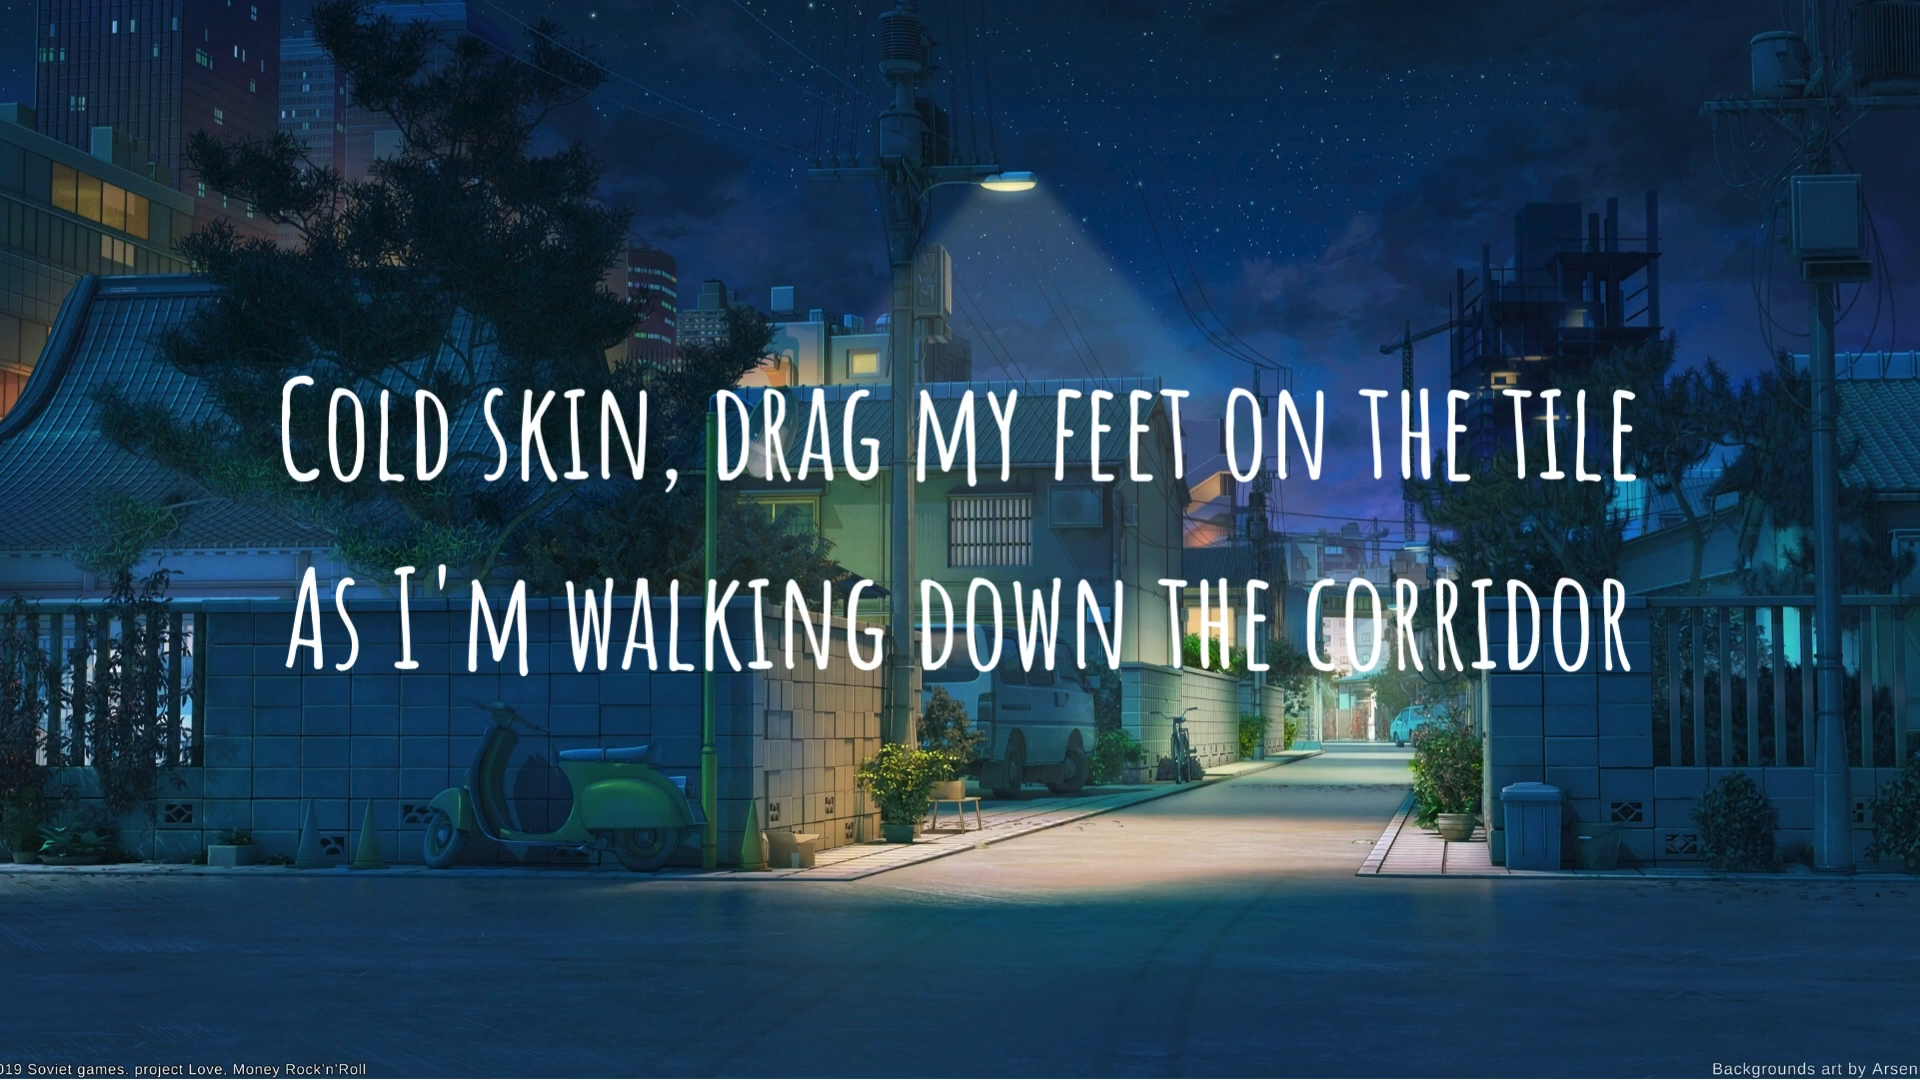 Cold skin, drag my feet on the tile
As I'm walking down the corridor
019 Soviet games. project Love, Money Rock'n'Roll
Backgrounds art by Arsen